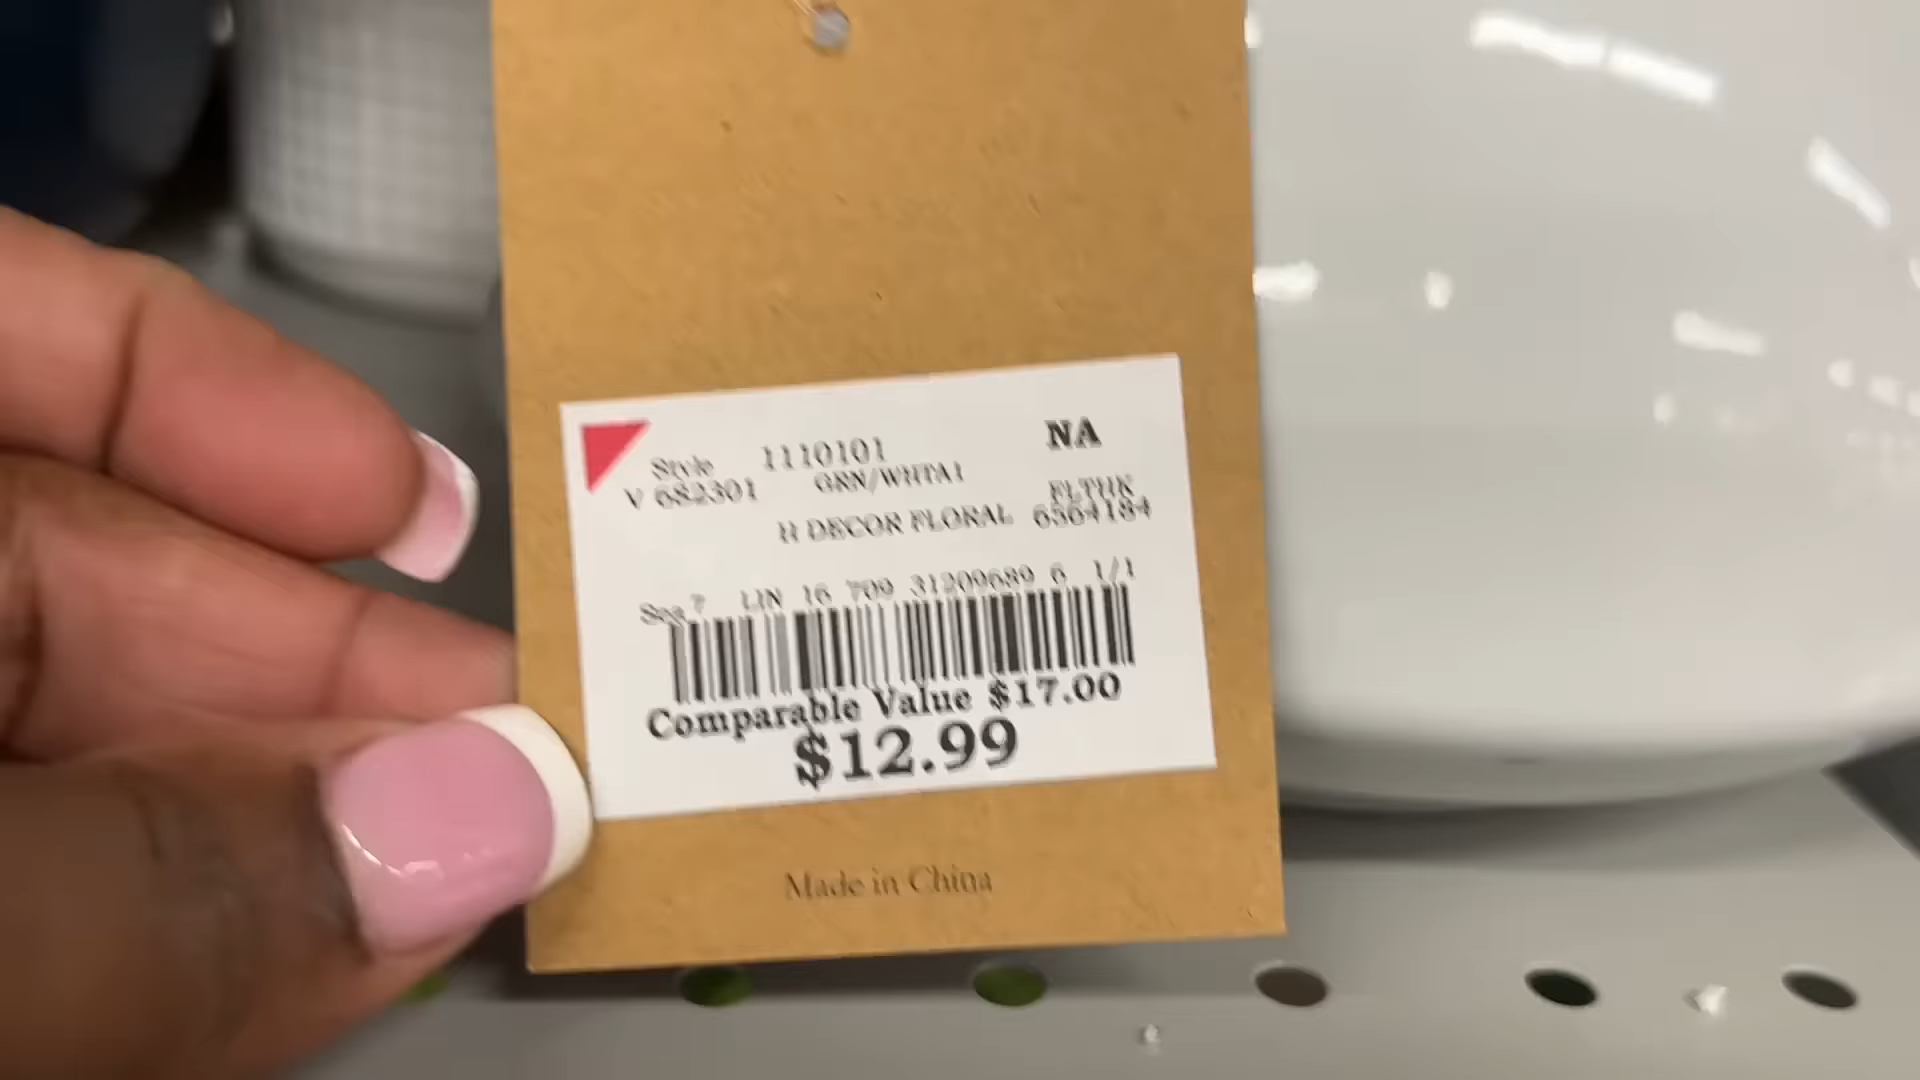 Style 1110101 NA
V 682301 GRN/WHTA1 FLTHK
H DECOR FLORAL 6564184
Sea 7 LIN 16 709 31209689 6 1/1
Comparable Value $17.00
$12.99
Made in China